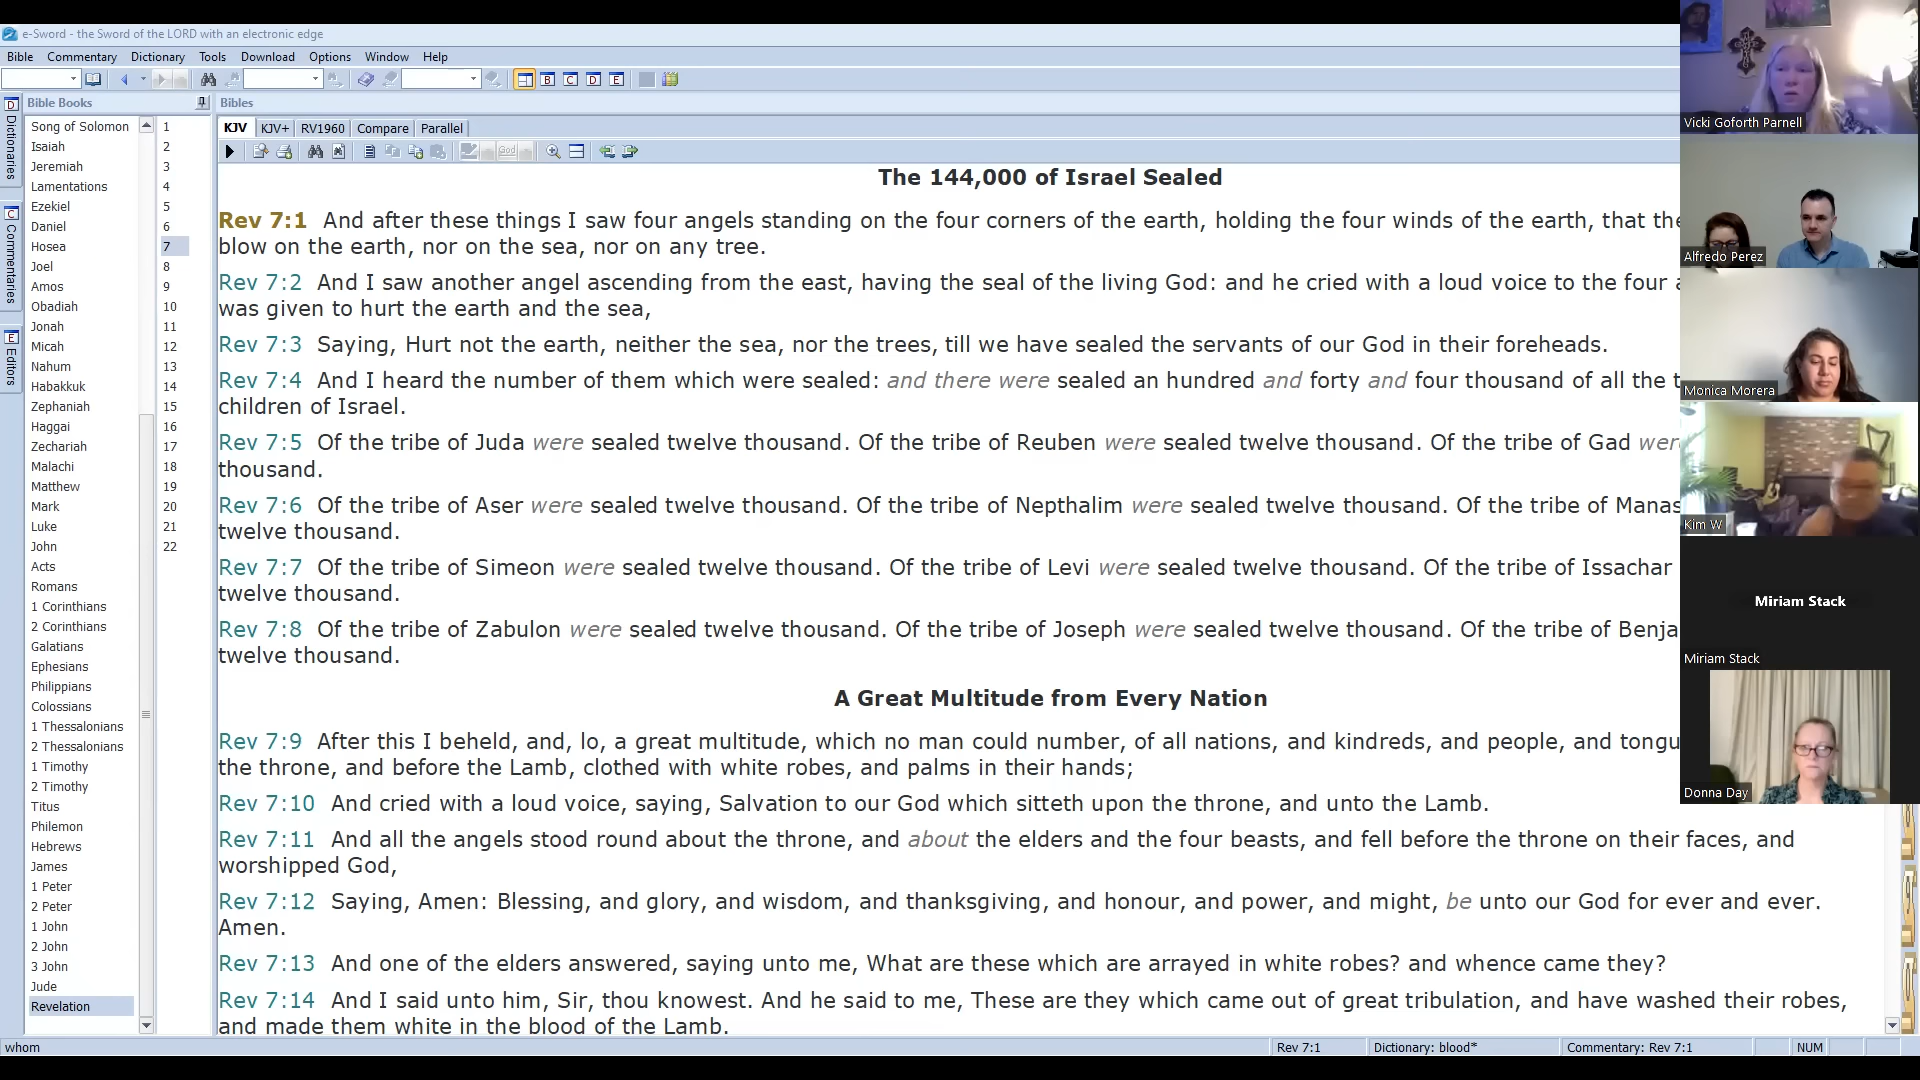 e-Sword - the Sword of the LORD with an electronic edge
Bible Commentary Dictionary Tools Download Options Window Help
B C D E
D Dictionaries
C Commentaries
E Editors
Bible Books
Song of Solomon
Isaiah
Jeremiah
Lamentations
Ezekiel
Daniel
Hosea
Joel
Amos
Obadiah
Jonah
Micah
Nahum
Habakkuk
Zephaniah
Haggai
Zechariah
Malachi
Matthew
Mark
Luke
John
Acts
Romans
1 Corinthians
2 Corinthians
Galatians
Ephesians
Philippians
Colossians
1 Thessalonians
2 Thessalonians
1 Timothy
2 Timothy
Titus
Philemon
Hebrews
James
1 Peter
2 Peter
1 John
2 John
3 John
Jude
Revelation
1
2
3
4
5
6
7
8
9
10
11
12
13
14
15
16
17
18
19
20
21
22
Bibles
KJV KJV+ RV1960 Compare Parallel
God
The 144,000 of Israel Sealed
Rev 7:1 And after these things I saw four angels standing on the four corners of the earth, holding the four winds of the earth, that the
blow on the earth, nor on the sea, nor on any tree.
Rev 7:2 And I saw another angel ascending from the east, having the seal of the living God: and he cried with a loud voice to the four a
was given to hurt the earth and the sea,
Rev 7:3 Saying, Hurt not the earth, neither the sea, nor the trees, till we have sealed the servants of our God in their foreheads.
Rev 7:4 And I heard the number of them which were sealed: and there were sealed an hundred and forty and four thousand of all the t
children of Israel.
Rev 7:5 Of the tribe of Juda were sealed twelve thousand. Of the tribe of Reuben were sealed twelve thousand. Of the tribe of Gad wer
thousand.
Rev 7:6 Of the tribe of Aser were sealed twelve thousand. Of the tribe of Nepthalim were sealed twelve thousand. Of the tribe of Manas
twelve thousand.
Rev 7:7 Of the tribe of Simeon were sealed twelve thousand. Of the tribe of Levi were sealed twelve thousand. Of the tribe of Issachar
twelve thousand.
Rev 7:8 Of the tribe of Zabulon were sealed twelve thousand. Of the tribe of Joseph were sealed twelve thousand. Of the tribe of Benja
twelve thousand.
A Great Multitude from Every Nation
Rev 7:9 After this I beheld, and, lo, a great multitude, which no man could number, of all nations, and kindreds, and people, and tongu
the throne, and before the Lamb, clothed with white robes, and palms in their hands;
Rev 7:10 And cried with a loud voice, saying, Salvation to our God which sitteth upon the throne, and unto the Lamb.
Rev 7:11 And all the angels stood round about the throne, and about the elders and the four beasts, and fell before the throne on their faces, and
worshipped God,
Rev 7:12 Saying, Amen: Blessing, and glory, and wisdom, and thanksgiving, and honour, and power, and might, be unto our God for ever and ever.
Amen.
Rev 7:13 And one of the elders answered, saying unto me, What are these which are arrayed in white robes? and whence came they?
Rev 7:14 And I said unto him, Sir, thou knowest. And he said to me, These are they which came out of great tribulation, and have washed their robes,
and made them white in the blood of the Lamb.
Vicki Goforth Parnell
Alfredo Perez
Monica Morera
Kim W
Miriam Stack
Miriam Stack
Donna Day
whom Rev 7:1 Dictionary: blood* Commentary: Rev 7:1 NUM